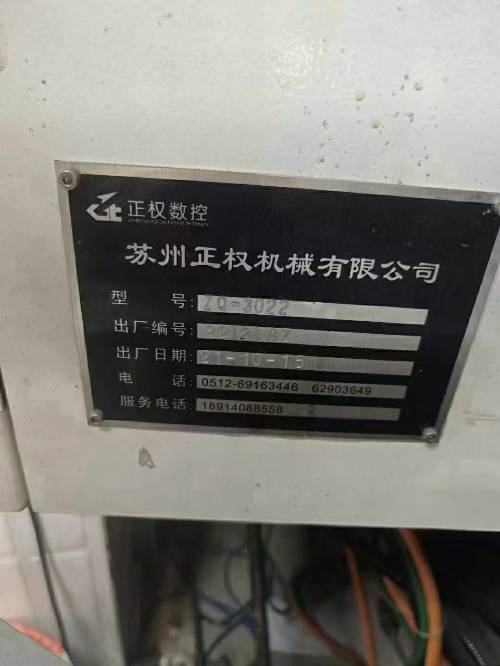 正权数控
ZHENGQUANSHUKONG
苏州正权机械有限公司
型 号: ZQ-3022
出厂编号:
出厂日期: 21-10-15
电 话: 0512-69163446 62903649
服务电话: 18914068558